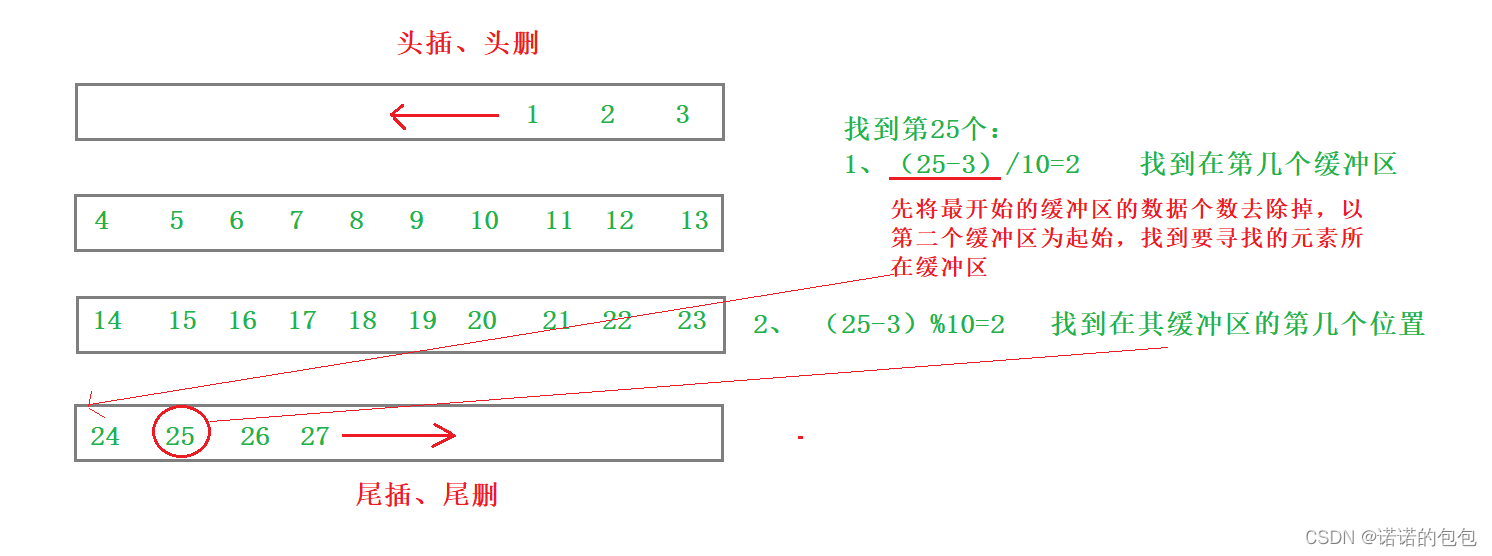 头插、头删
1 2 3
找到第25个:
1、（25-3）/10=2 找到在第几个缓冲区
先将最开始的缓冲区的数据个数去除掉，以
第二个缓冲区为起始，找到要寻找的元素所
在缓冲区
4 5 6 7 8 9 10 11 12 13
14 15 16 17 18 19 20 21 22 23
2、（25-3）%10=2 找到在其缓冲区的第几个位置
24 25 26 27
尾插、尾删
CSDN @诺诺的包包